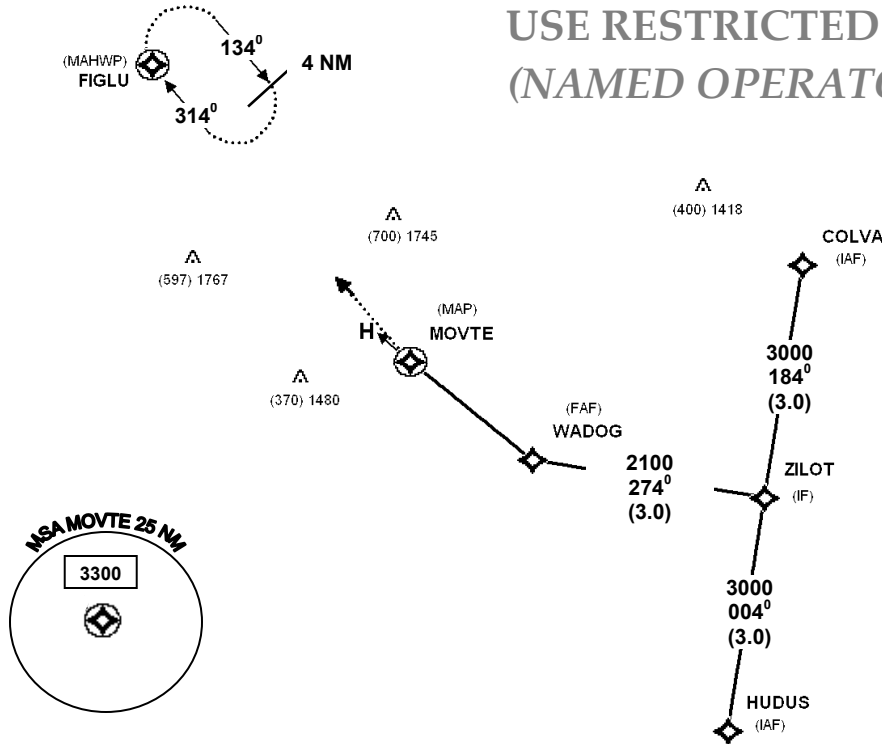 USE RESTRICTED
(NAMED OPERATO
134⁰
(MAHWP)
FIGLU
4 NM
314⁰
(400) 1418
(700) 1745
COLVA
(IAF)
(597) 1767
(MAP)
MOVTE
H
3000
184⁰
(3.0)
(370) 1480
(FAF)
WADOG
2100
274⁰
(3.0)
ZILOT
(IF)
MSA MOVTE 25 NM
3300
3000
004⁰
(3.0)
HUDUS
(IAF)